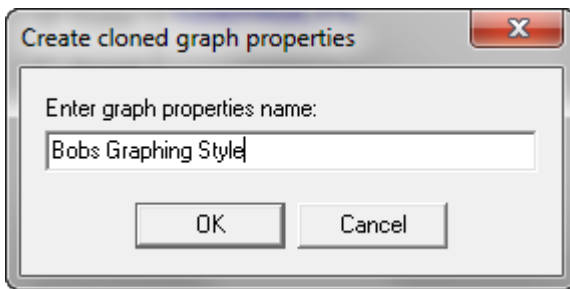 Create cloned graph properties
Enter graph properties name:
Bobs Graphing Style
OK Cancel